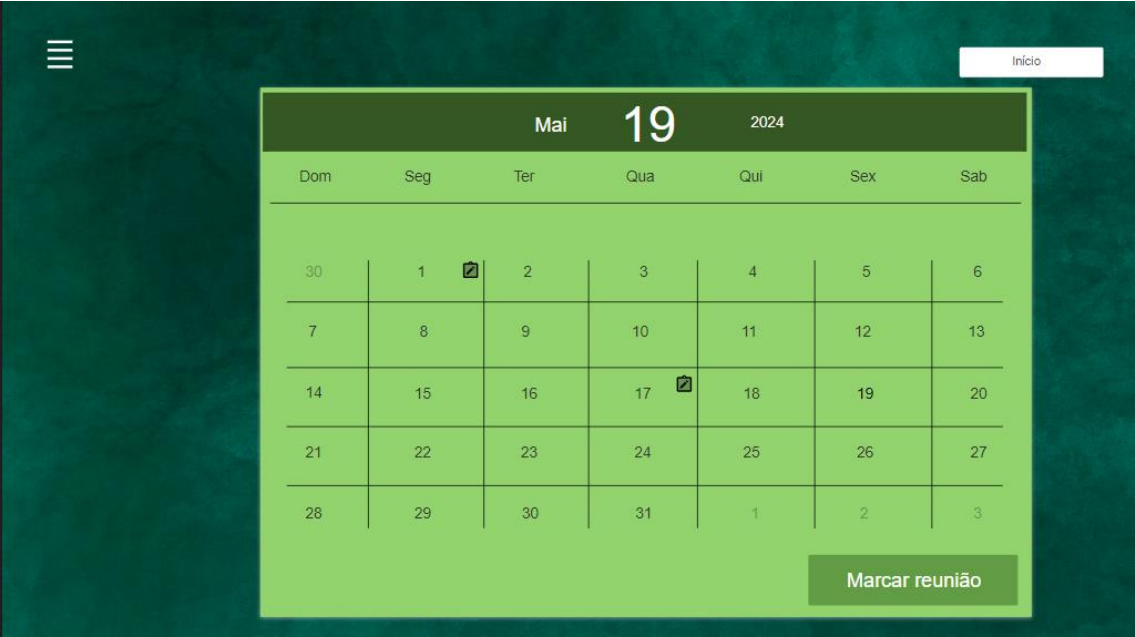 Início
Mai 19 2024
Dom Seg Ter Qua Qui Sex Sab
30 1 2 3 4 5 6
7 8 9 10 11 12 13
14 15 16 17 18 19 20
21 22 23 24 25 26 27
28 29 30 31 1 2 3
Marcar reunião